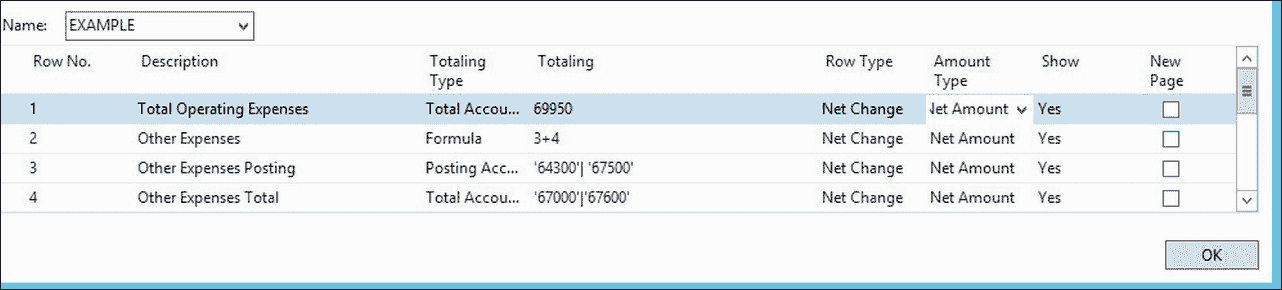 Name: EXAMPLE
Row No. Description Totaling Type Totaling Row Type Amount Type Show New Page
1 Total Operating Expenses Total Accou... 69950 Net Change Net Amount Yes
2 Other Expenses Formula 3+4 Net Change Net Amount Yes
3 Other Expenses Posting Posting Acc... '64300'| '67500' Net Change Net Amount Yes
4 Other Expenses Total Total Accou... '67000'|'67600' Net Change Net Amount Yes
OK